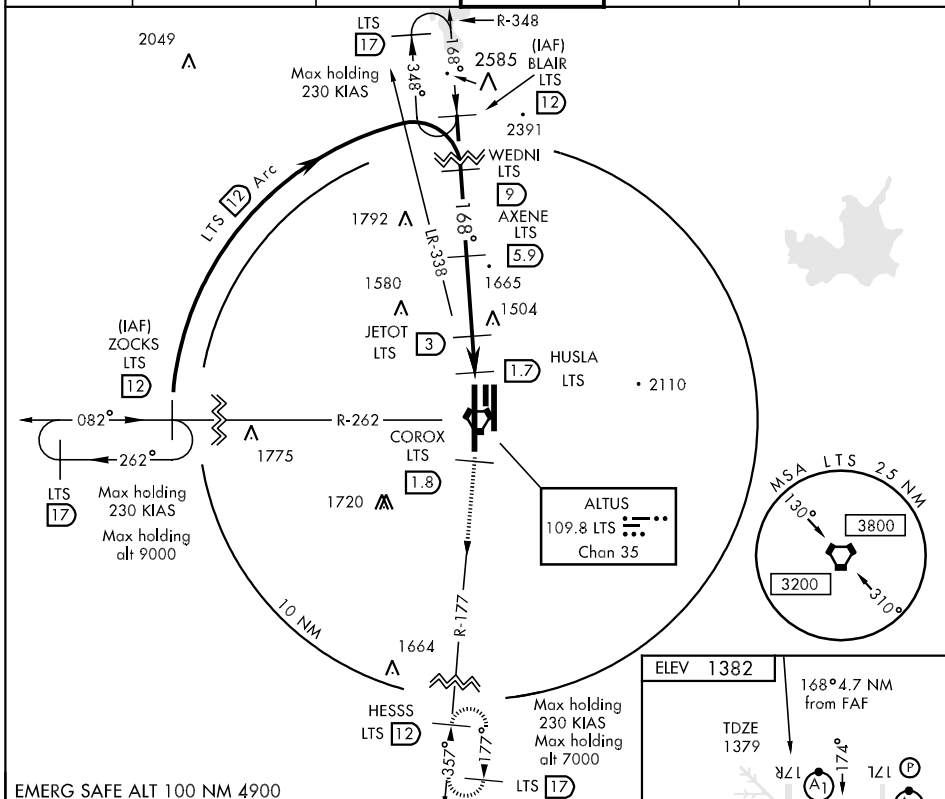 LTS
17
R-348
2049
Max holding
230 KIAS
348°
168°
2585
(IAF)
BLAIR
LTS
12
2391
WEDNI
LTS
9
LTS 12 Arc
168°
AXENE
LTS
5.9
1792
LR-338
1665
1580
1504
JETOT
LTS
3
(IAF)
ZOCKS
LTS
12
1.7
HUSLA
LTS
2110
082°
R-262
262°
1775
COROX
LTS
1.8
LTS
17
Max holding
230 KIAS
Max holding
alt 9000
1720
ALTUS
109.8 LTS
Chan 35
MSA LTS 25 NM
130°
3800
3200
310°
10 NM
R-177
1664
HESSS
LTS 12
357°
177°
Max holding
230 KIAS
Max holding
alt 7000
LTS 17
ELEV 1382
168° 4.7 NM
from FAF
TDZE
1379
174°
17R
A1
17L
P
EMERG SAFE ALT 100 NM 4900